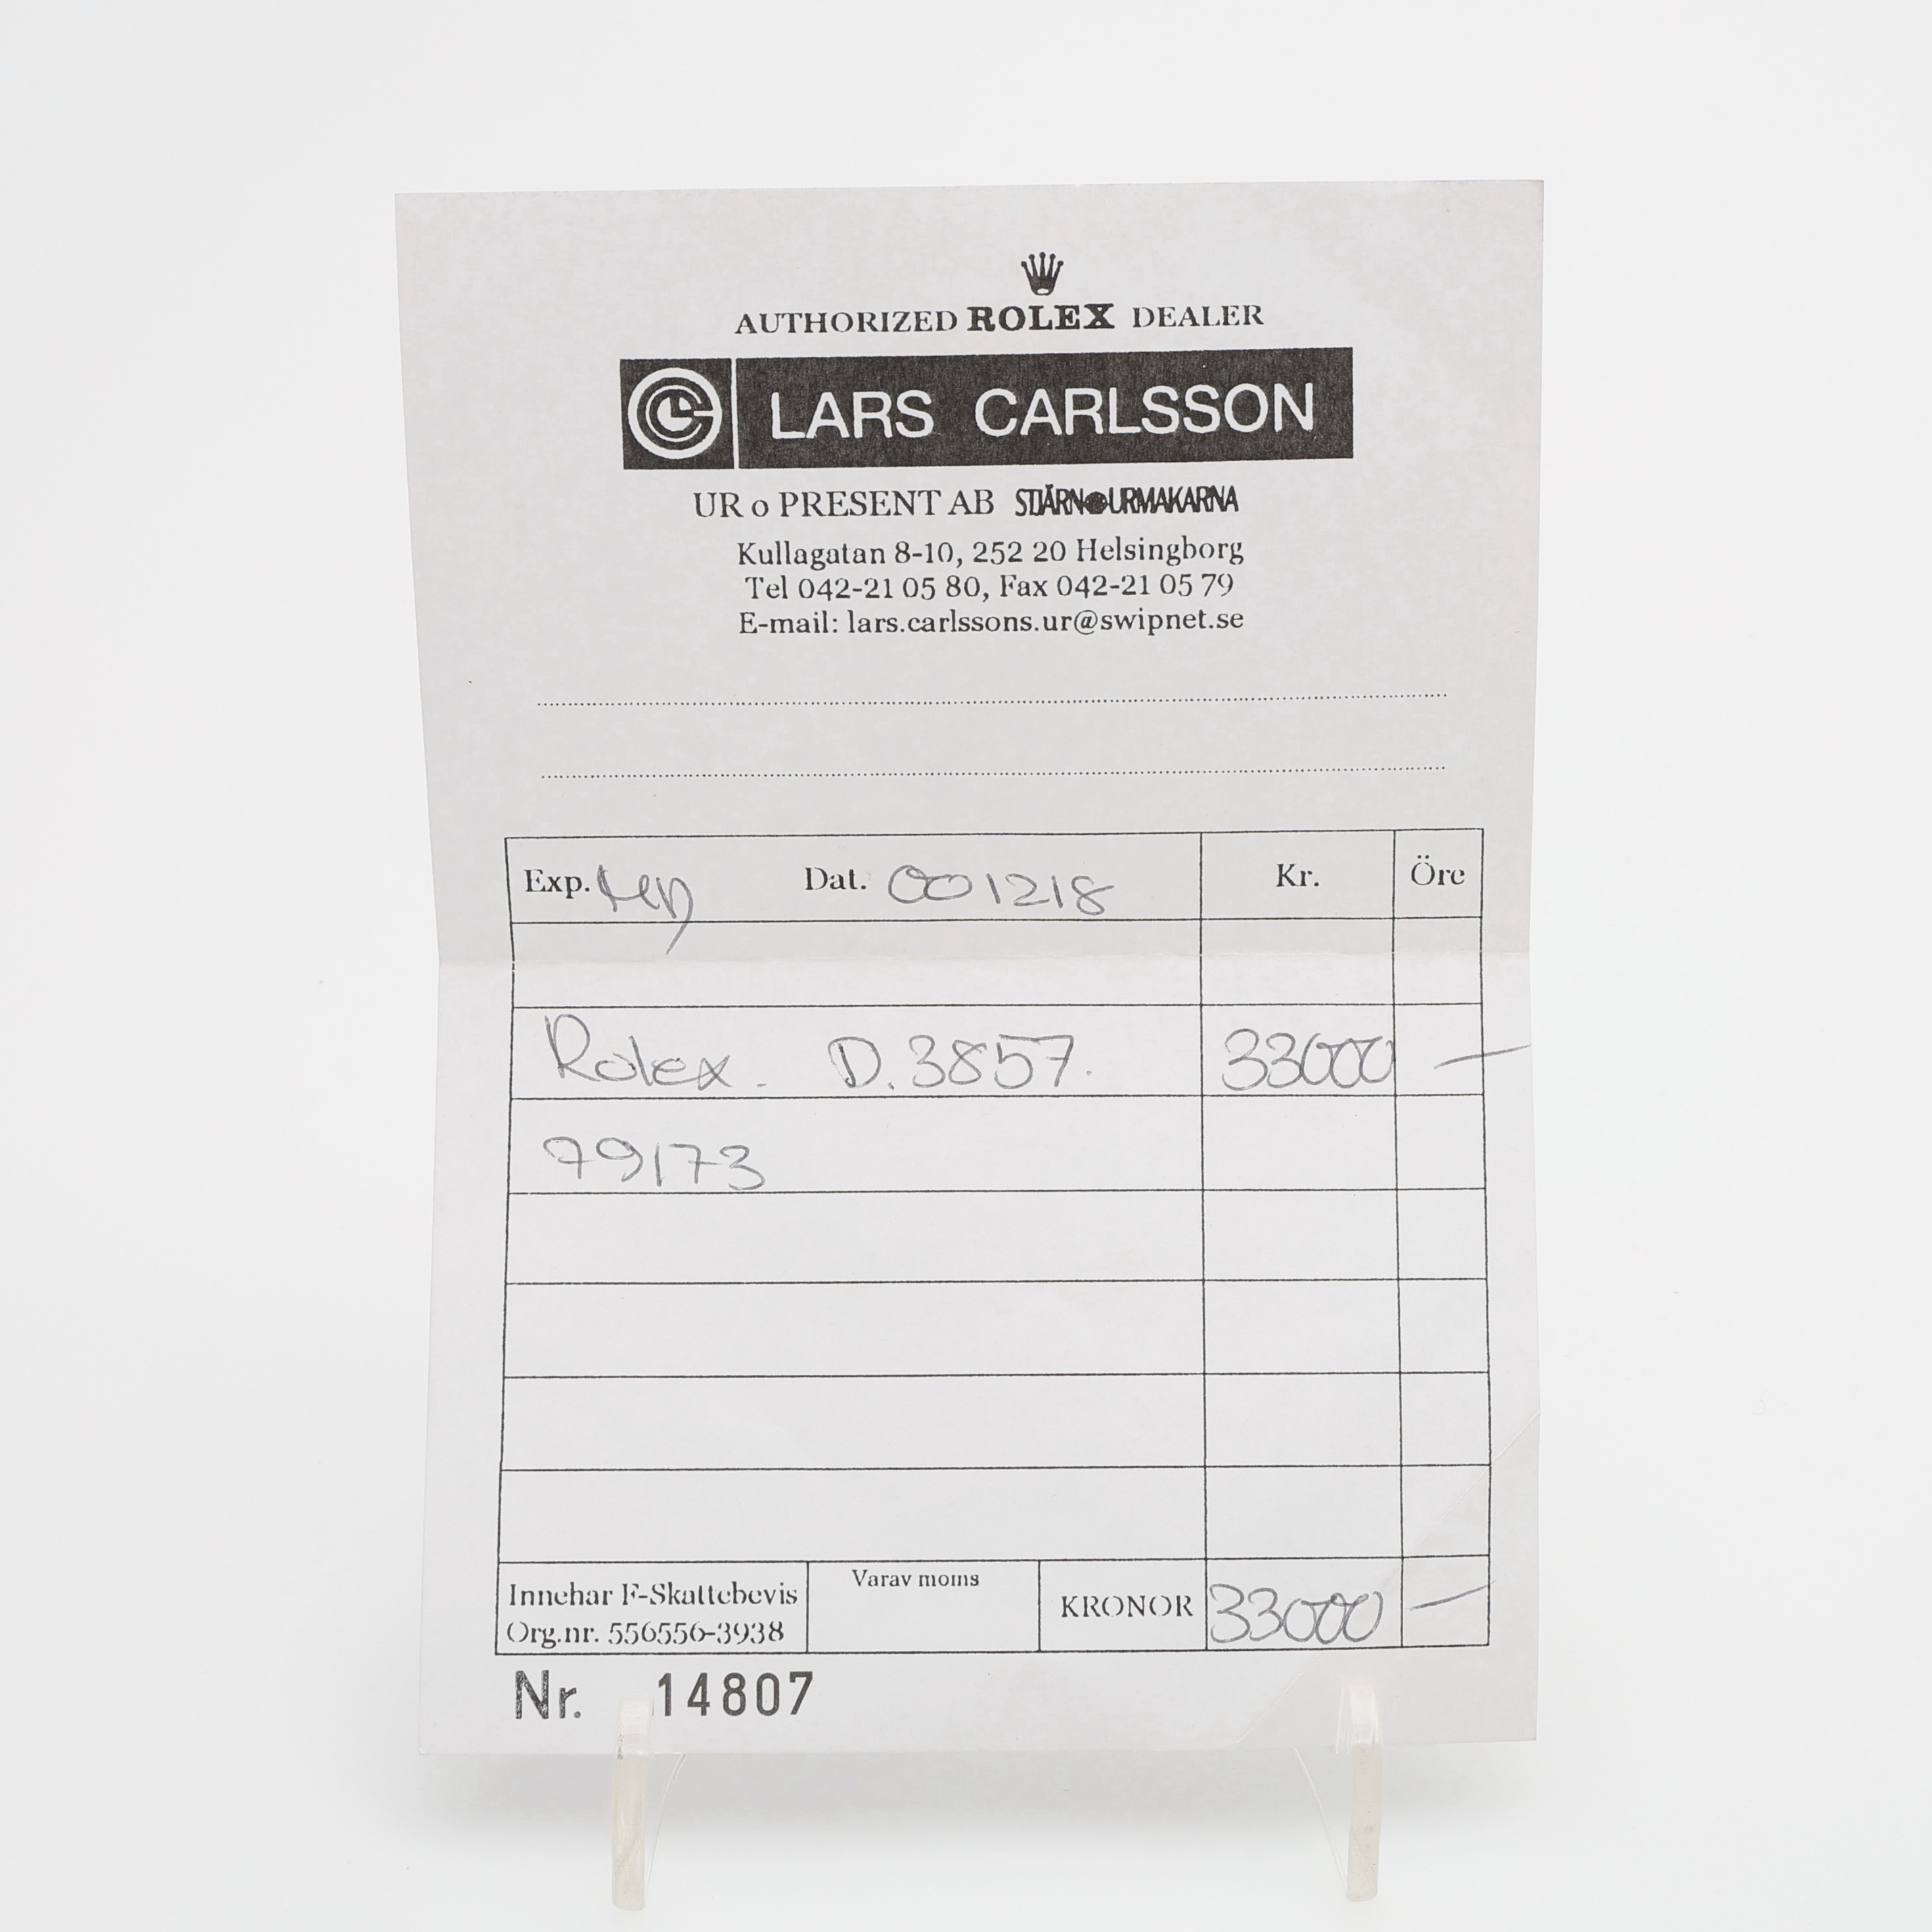 AUTHORIZED ROLEX DEALER
LARS CARLSSON
UR o PRESENT AB STJÄRNURMAKARNA
Kullagatan 8-10, 252 20 Helsingborg
Tel 042-21 05 80, Fax 042-21 05 79
E-mail: lars.carlssons.ur@swipnet.se
Exp. Dat. 001218 Kr. Öre
Rolex. D.3857. 33000 —
79173
Innehar F-Skattebevis Varav moms KRONOR 33000 —
Org.nr. 556556-3938
Nr. 14807